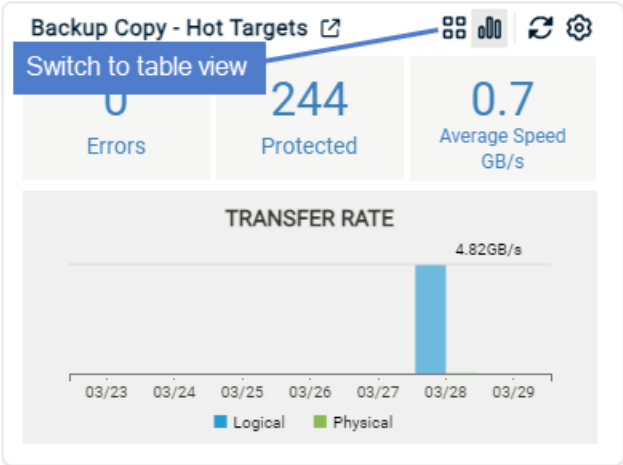 Backup Copy - Hot Targets
Switch to table view
0
Errors
244
Protected
0.7
Average Speed
GB/s
TRANSFER RATE
4.82GB/s
03/23 03/24 03/25 03/26 03/27 03/28 03/29
Logical Physical